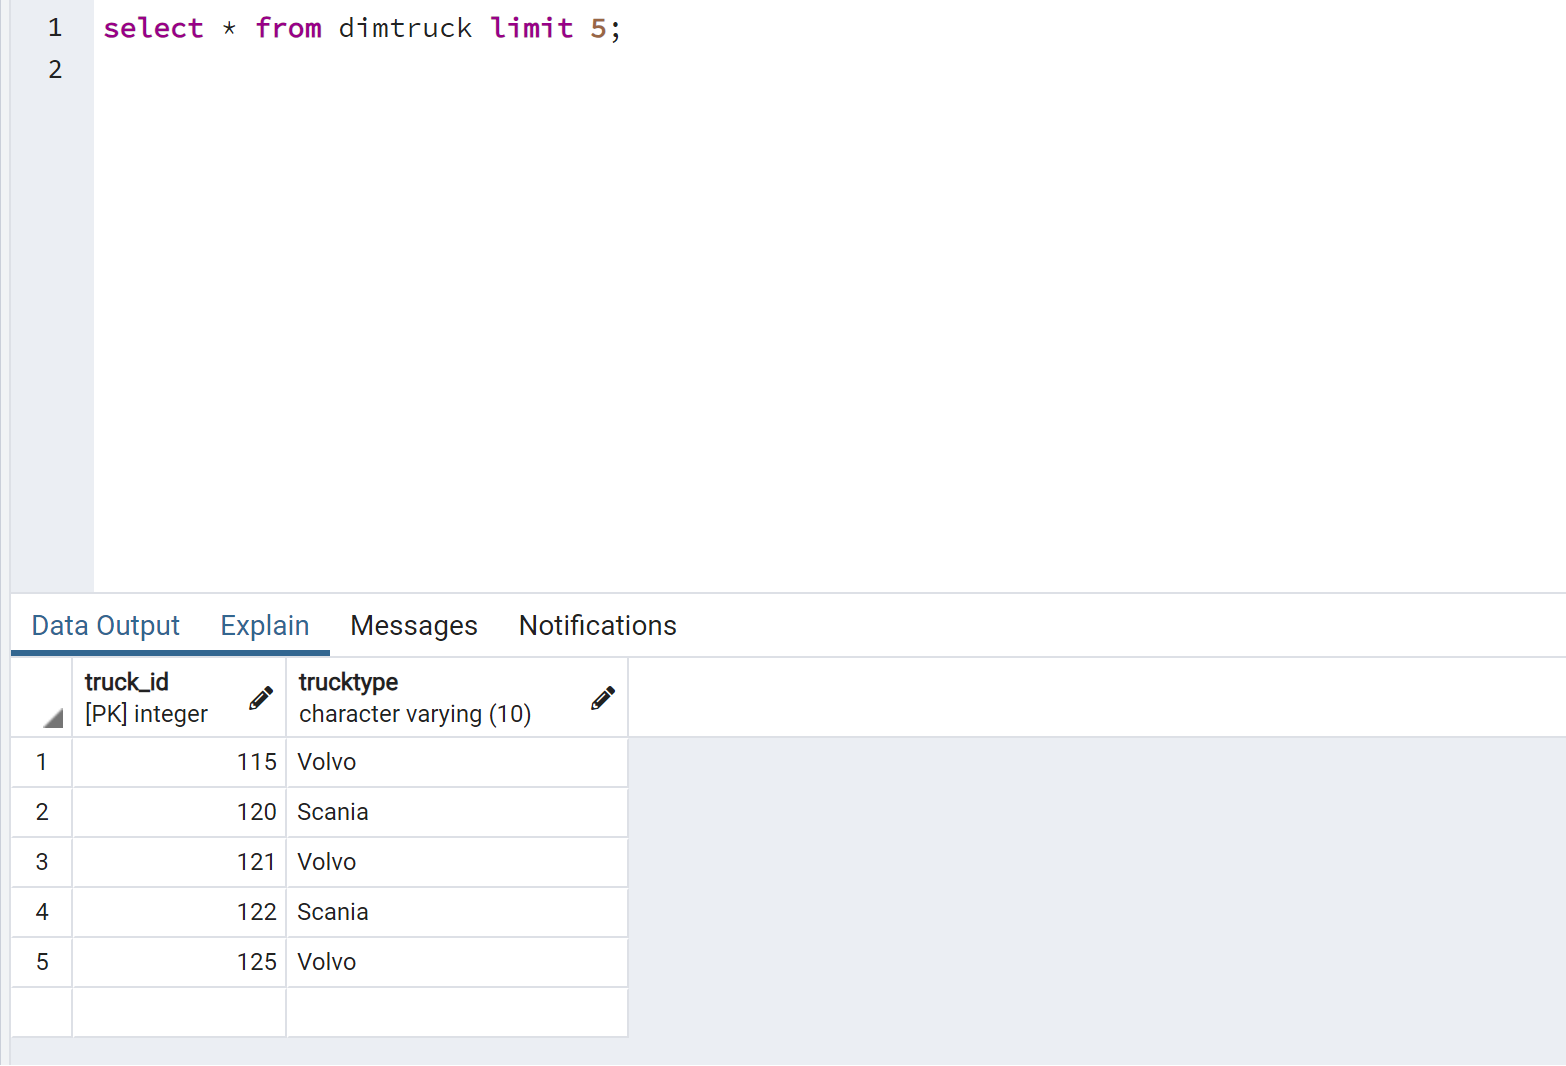 1 select * from dimtruck limit 5;
2
Data Output Explain Messages Notifications
truck_id trucktype
[PK] integer character varying (10)
1 115 Volvo
2 120 Scania
3 121 Volvo
4 122 Scania
5 125 Volvo